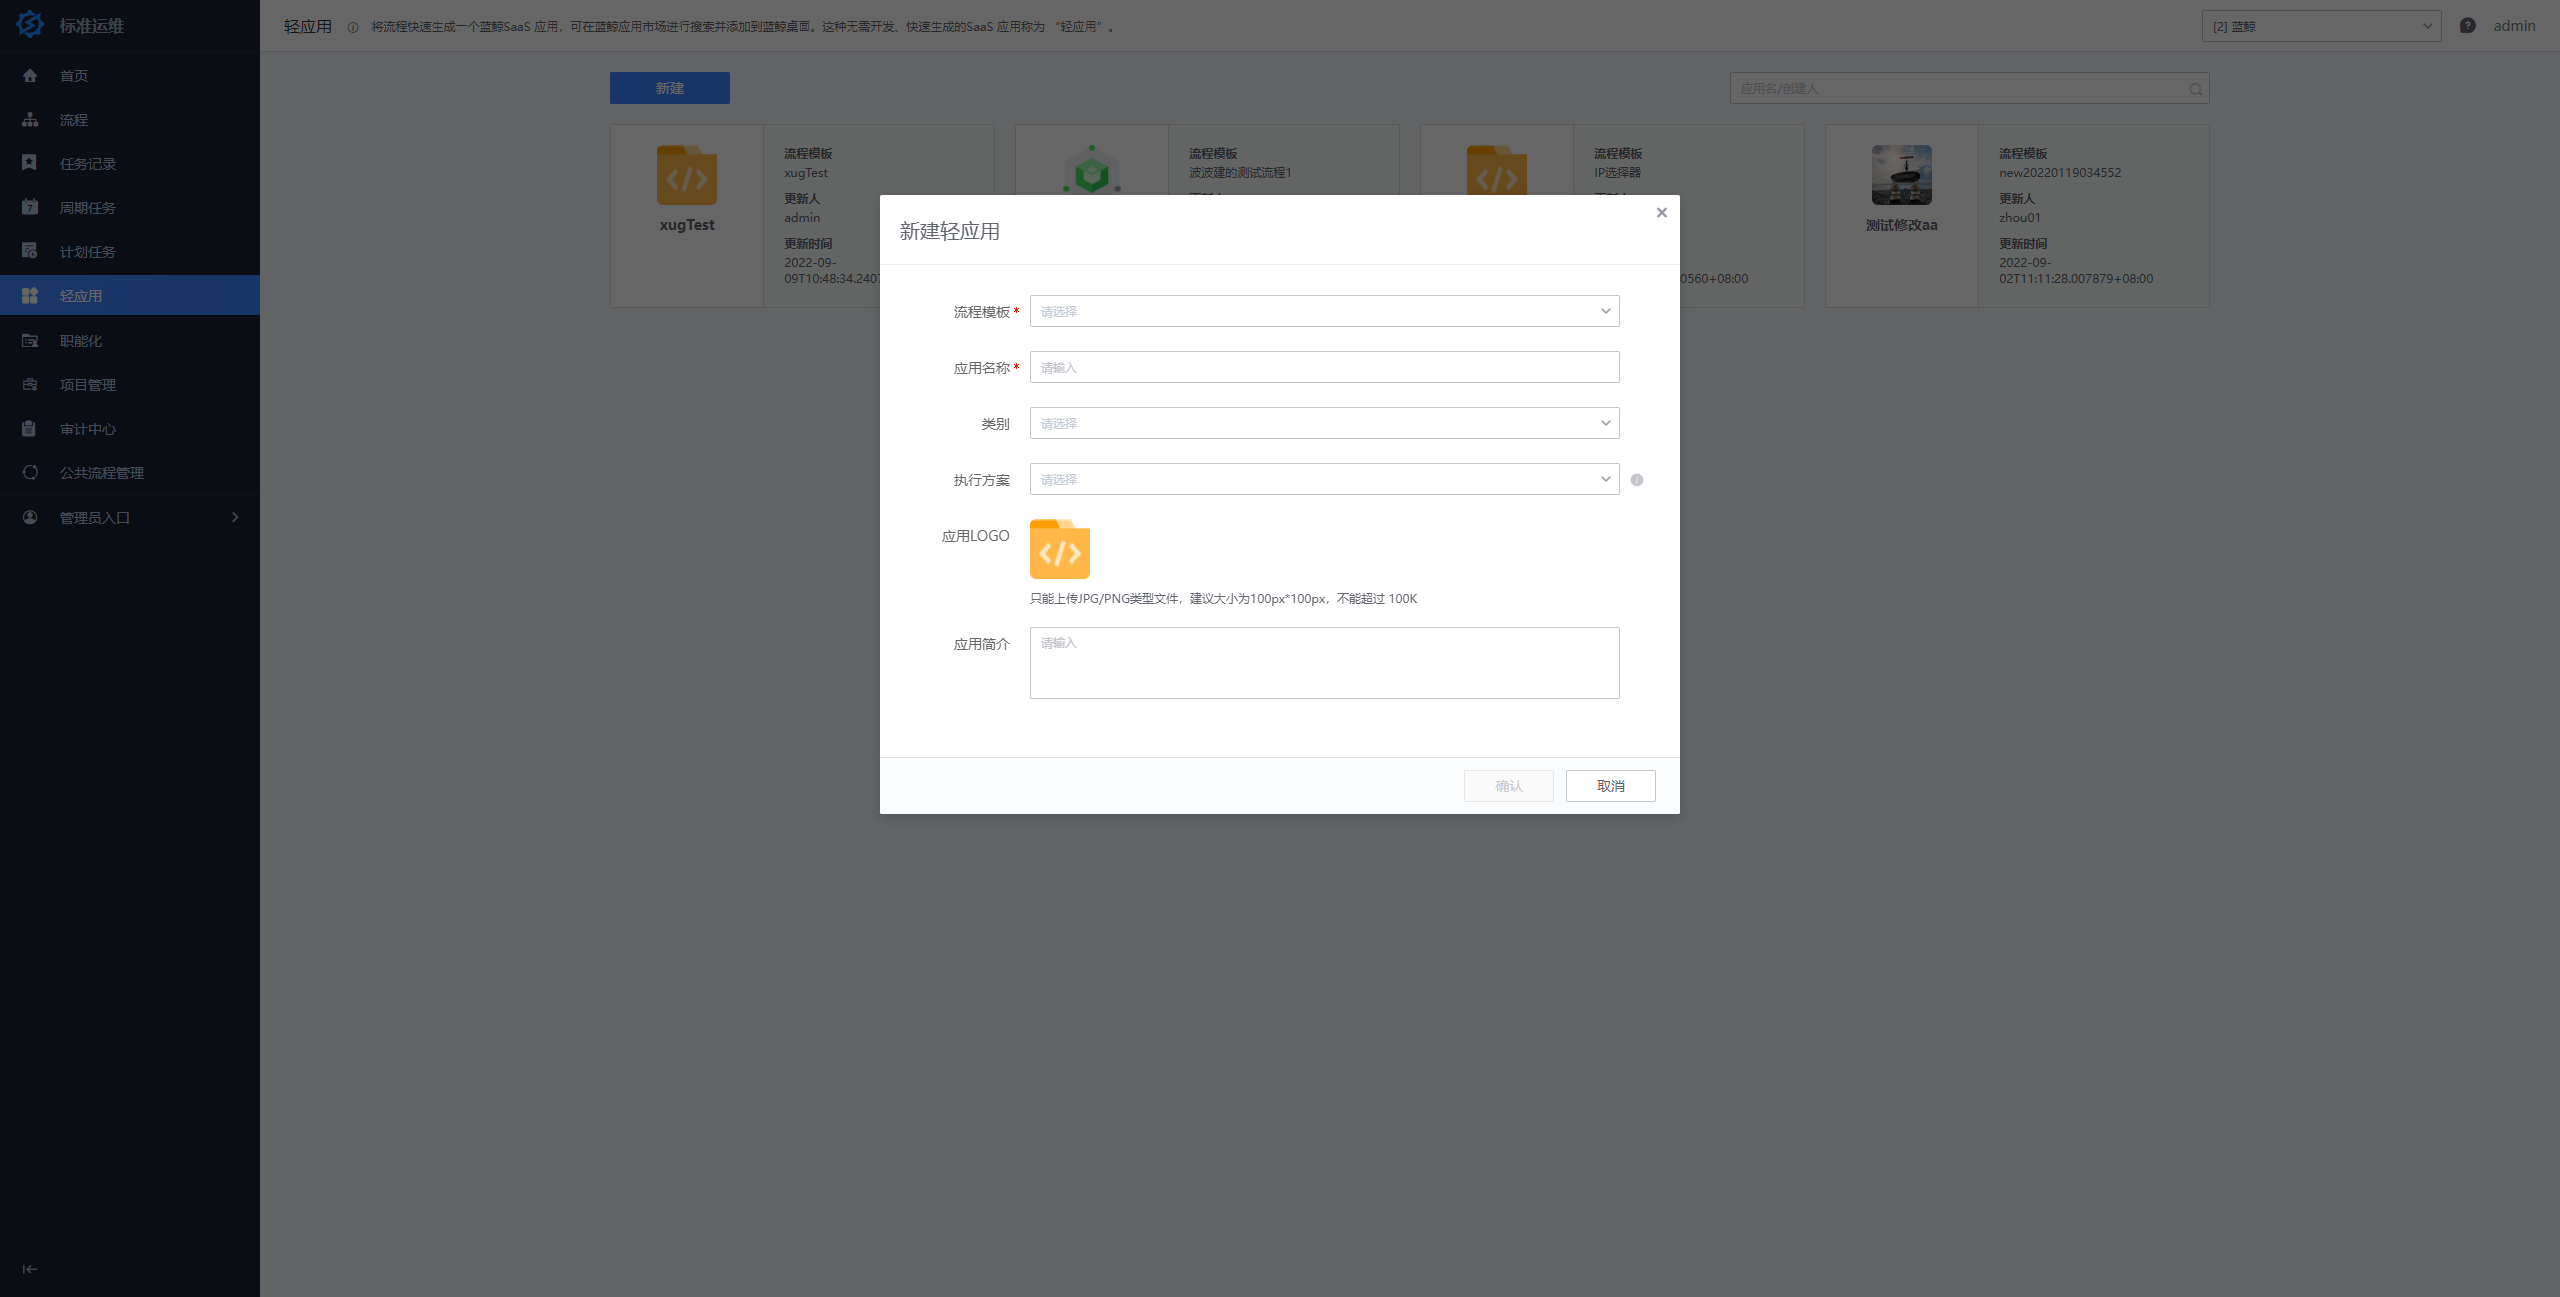 标准运维
首页
流程
任务记录
周期任务
计划任务
轻应用
职能化
项目管理
审计中心
公共流程管理
管理员入口
轻应用
将流程快速生成一个蓝鲸SaaS 应用，可在蓝鲸应用市场进行搜索并添加到蓝鲸桌面。这种无需开发、快速生成的SaaS 应用称为 “轻应用”。
[2] 蓝鲸
admin
新建
应用名/创建人
xugTest
流程模板
xugTest
更新人
admin
更新时间
2022-09-
09T10:48:34.240
流程模板
波波建的测试流程1
流程模板
IP选择器
0560+08:00
测试修改aa
流程模板
new20220119034552
更新人
zhou01
更新时间
2022-09-
02T11:11:28.007879+08:00
新建轻应用
流程模板 *
请选择
应用名称 *
请输入
类别
请选择
执行方案
请选择
应用LOGO
只能上传JPG/PNG类型文件，建议大小为100px*100px，不能超过 100K
应用简介
请输入
确认
取消